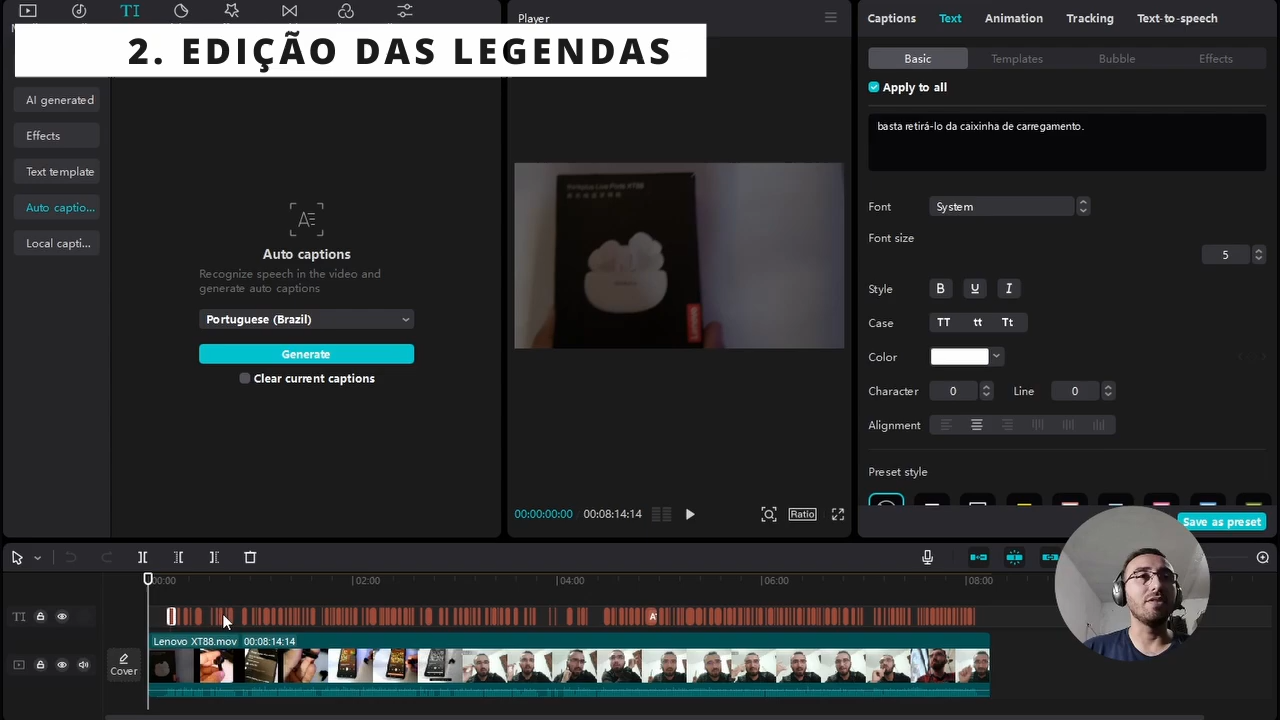 Player
Captions Text Animation Tracking Text-to-speech
2. EDIÇÃO DAS LEGENDAS
Basic Templates Bubble Effects
Apply to all
AI generated
Effects
Text template
Auto captio...
Local capti...
basta retirá-lo da caixinha de carregamento.
Auto captions
Recognize speech in the video and
generate auto captions
Portuguese (Brazil)
Generate
Clear current captions
Lenovo
Font System
Font size
5
Style B U I
Case TT tt Tt
Color
Character 0 Line 0
Alignment
Preset style
Save as preset
00:00:00:00 00:08:14:14
Ratio
00:00 02:00 04:00 06:00 08:00
TI
Lenovo XT88.mov 00:08:14:14
Cover